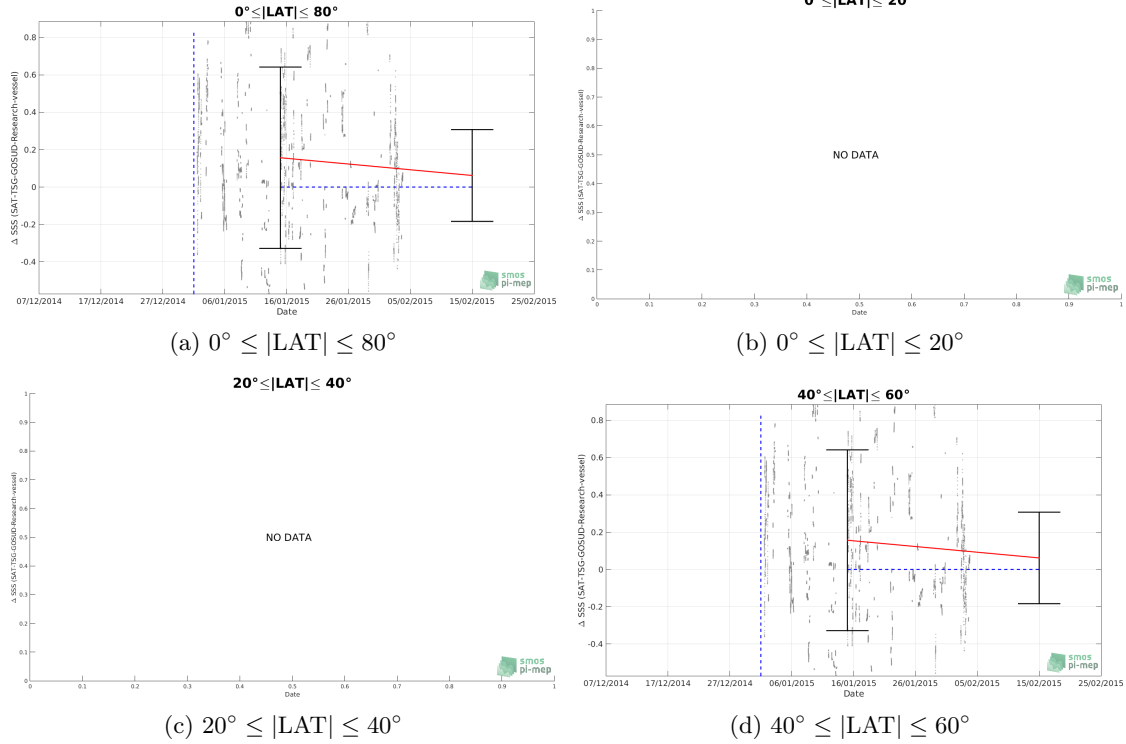 0°≤|LAT|≤ 80°
Δ SSS (SAT-TSG-GOSUD-Research-vessel)
0.8
0.6
0.4
0.2
0
-0.2
-0.4
07/12/2014 17/12/2014 27/12/2014 06/01/2015 16/01/2015 26/01/2015 05/02/2015 15/02/2015 25/02/2015
Date
smos
pi-mep
(a) 0° ≤ |LAT| ≤ 80°
0°≤|LAT|≤ 20°
Δ SSS (SAT-TSG-GOSUD-Research-vessel)
1
0.9
0.8
0.7
0.6
0.5
0.4
0.3
0.2
0.1
0
NO DATA
0 0.1 0.2 0.3 0.4 0.5 0.6 0.7 0.8 0.9 1
Date
smos
pi-mep
(b) 0° ≤ |LAT| ≤ 20°
20°≤|LAT|≤ 40°
Δ SSS (SAT-TSG-GOSUD-Research-vessel)
1
0.9
0.8
0.7
0.6
0.5
0.4
0.3
0.2
0.1
0
NO DATA
0 0.1 0.2 0.3 0.4 0.5 0.6 0.7 0.8 0.9 1
Date
smos
pi-mep
(c) 20° ≤ |LAT| ≤ 40°
40°≤|LAT|≤ 60°
Δ SSS (SAT-TSG-GOSUD-Research-vessel)
0.8
0.6
0.4
0.2
0
-0.2
-0.4
07/12/2014 17/12/2014 27/12/2014 06/01/2015 16/01/2015 26/01/2015 05/02/2015 15/02/2015 25/02/2015
Date
smos
pi-mep
(d) 40° ≤ |LAT| ≤ 60°